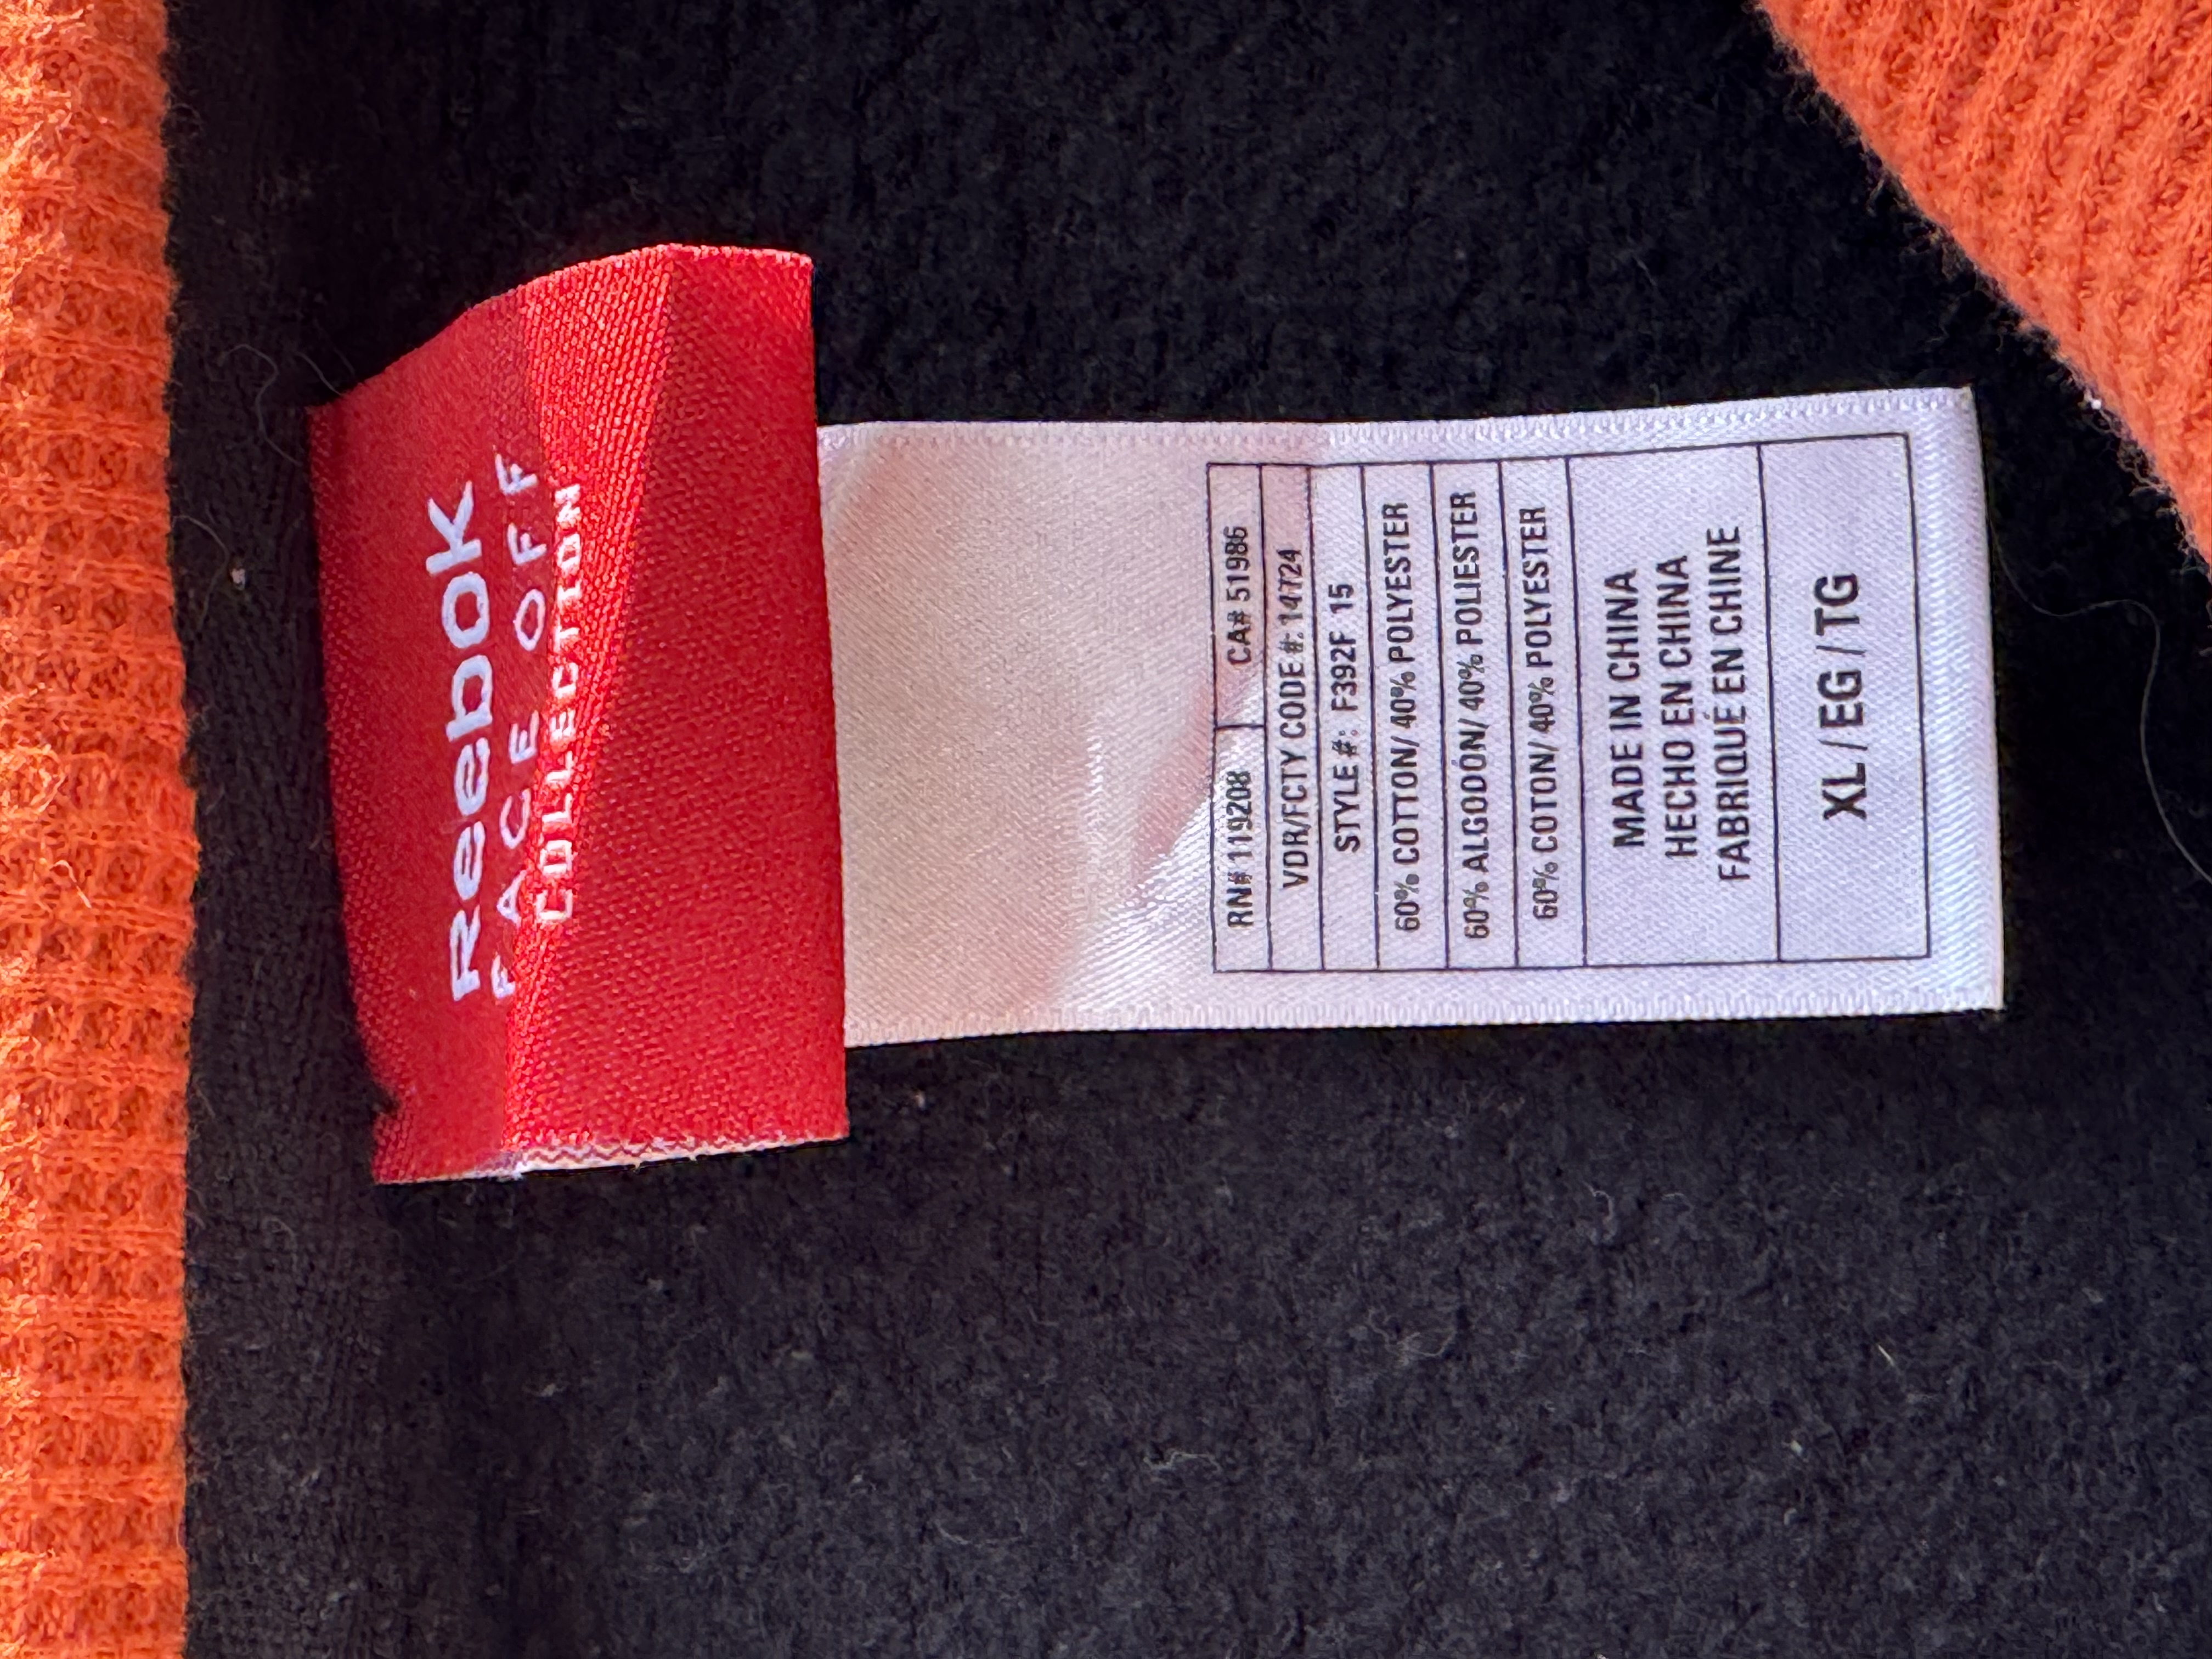 Reebok
FACE OFF
COLLECTION
RN# 119208 CA# 51986
VDR/FCTY CODE #: 147724
STYLE #: F392F 15
60% COTTON/ 40% POLYESTER
60% ALGODÓN/ 40% POLIESTER
60% COTON/ 40% POLYESTER
MADE IN CHINA
HECHO EN CHINA
FABRIQUÉ EN CHINE
XL/EG/TG